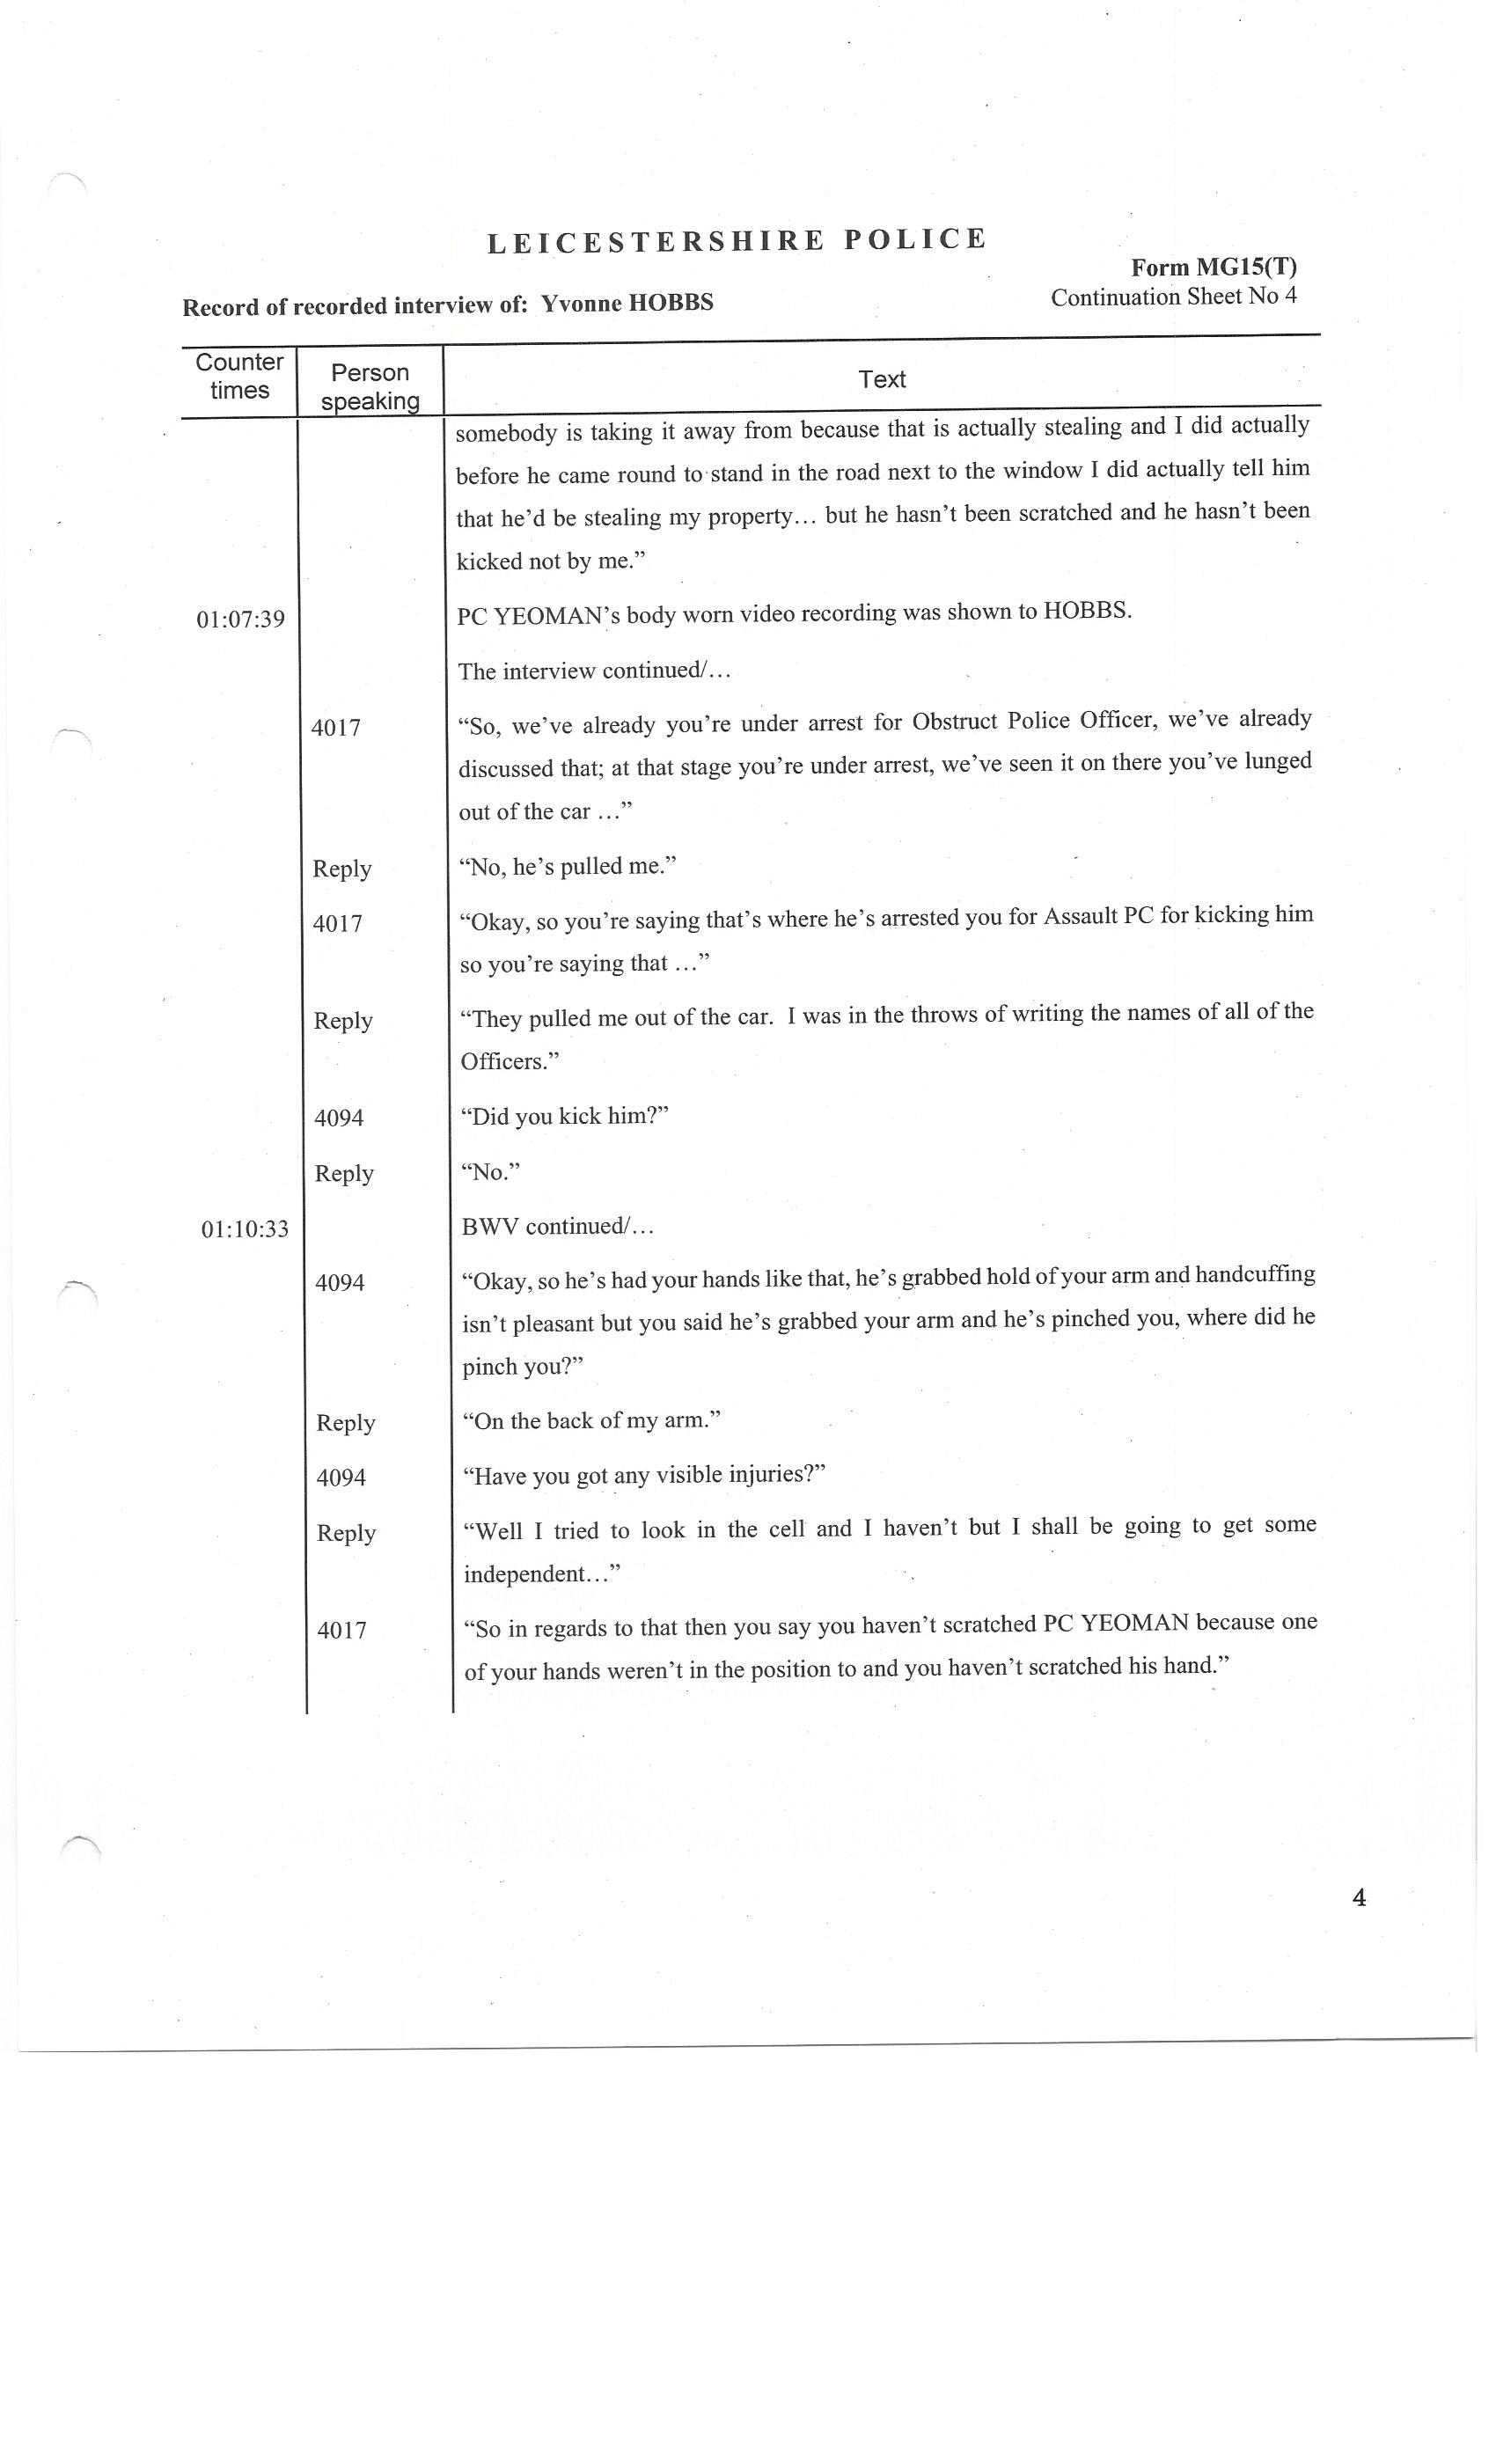 LEICESTERSHIRE POLICE
Form MG15(T)
Record of recorded interview of: Yvonne HOBBS
Continuation Sheet No 4
Counter times
Person speaking
Text
somebody is taking it away from because that is actually stealing and I did actually
before he came round to stand in the road next to the window I did actually tell him
that he’d be stealing my property… but he hasn’t been scratched and he hasn’t been
kicked not by me.”
01:07:39 PC YEOMAN’s body worn video recording was shown to HOBBS.
The interview continued/…
4017 “So, we’ve already you’re under arrest for Obstruct Police Officer, we’ve already
discussed that; at that stage you’re under arrest, we’ve seen it on there you’ve lunged
out of the car …”
Reply “No, he’s pulled me.”
4017 “Okay, so you’re saying that’s where he’s arrested you for Assault PC for kicking him
so you’re saying that …”
Reply “They pulled me out of the car. I was in the throws of writing the names of all of the
Officers.”
4094 “Did you kick him?”
Reply “No.”
01:10:33 BWV continued/…
4094 “Okay, so he’s had your hands like that, he’s grabbed hold of your arm and handcuffing
isn’t pleasant but you said he’s grabbed your arm and he’s pinched you, where did he
pinch you?”
Reply “On the back of my arm.”
4094 “Have you got any visible injuries?”
Reply “Well I tried to look in the cell and I haven’t but I shall be going to get some
independent…”
4017 “So in regards to that then you say you haven’t scratched PC YEOMAN because one
of your hands weren’t in the position to and you haven’t scratched his hand.”
4